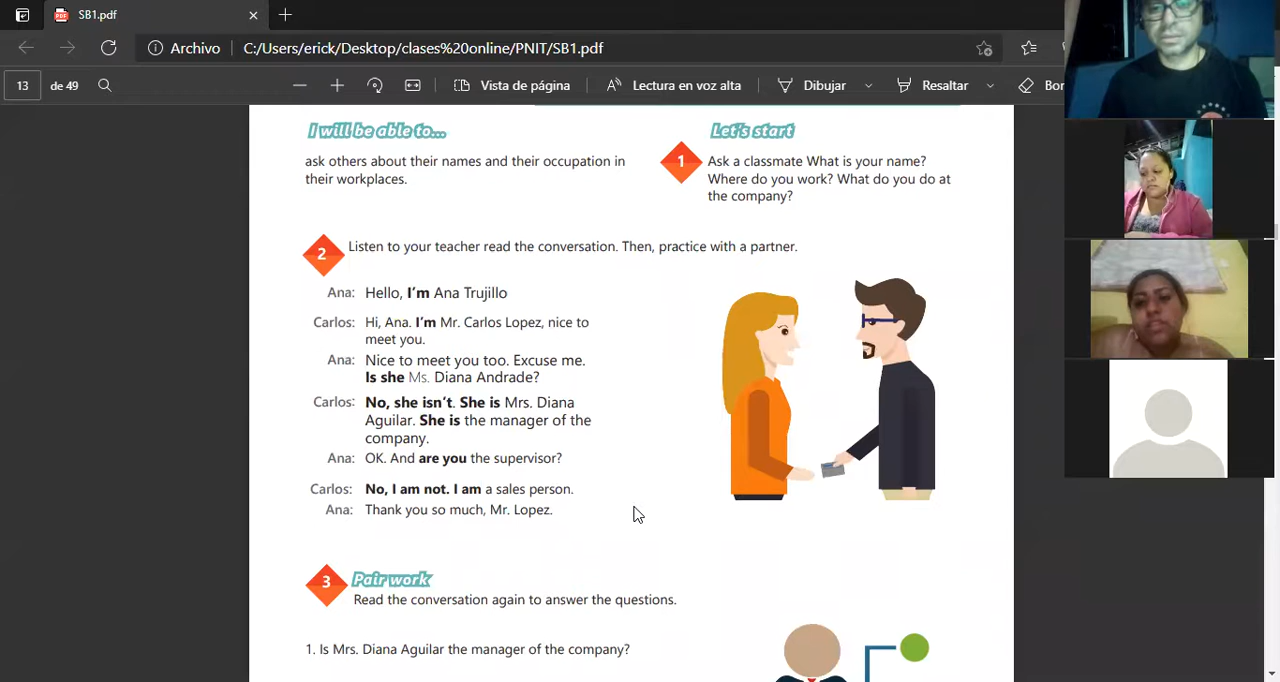 SB1.pdf
Archivo
C:/Users/erick/Desktop/clases%20online/PNIT/SB1.pdf
13
de 49
Vista de página
Lectura en voz alta
Dibujar
Resaltar
Bor
I will be able to...
ask others about their names and their occupation in
their workplaces.
Let's start
1
Ask a classmate What is your name?
Where do you work? What do you do at
the company?
2
Listen to your teacher read the conversation. Then, practice with a partner.
Ana: Hello, I'm Ana Trujillo
Carlos: Hi, Ana. I'm Mr. Carlos Lopez, nice to
meet you.
Ana: Nice to meet you too. Excuse me.
Is she Ms. Diana Andrade?
Carlos: No, she isn't. She is Mrs. Diana
Aguilar. She is the manager of the
company.
Ana: OK. And are you the supervisor?
Carlos: No, I am not. I am a sales person.
Ana: Thank you so much, Mr. Lopez.
3
Pair work
Read the conversation again to answer the questions.
1. Is Mrs. Diana Aguilar the manager of the company?